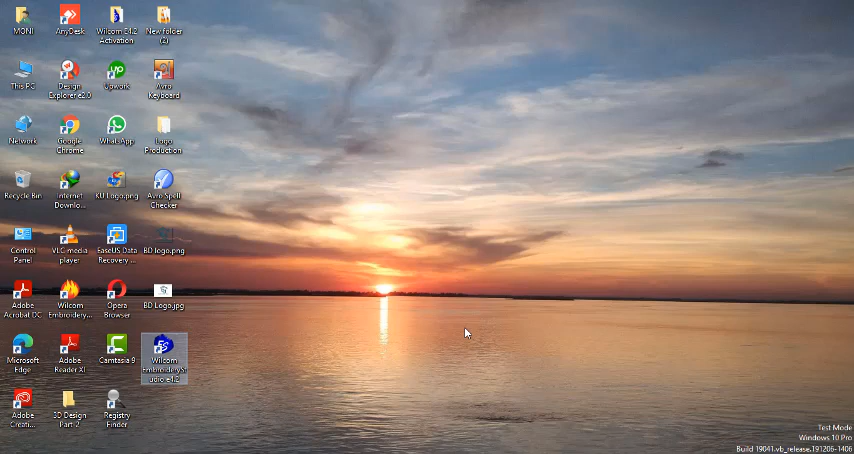 MONI
AnyDesk
Wilcom E4.2
Activation
New folder
(2)
This PC
Design
Explorer e2.0
Upwork
Avro
Keyboard
Network
Google
Chrome
WhatsApp
Logo
Production
Recycle Bin
Internet
Downlo...
KU Logo.png
Avro Spell
Checker
Control
Panel
VLC media
player
EaseUS Data
Recovery ...
BD logo.png
Adobe
Acrobat DC
Wilcom
Embroidery...
Opera
Browser
BD Logo.jpg
Microsoft
Edge
Adobe
Reader XI
Camtasia 9
Wilcom
EmbroiderySt
udio e4.2
Adobe
Creati...
3D Design
Part-2
Registry
Finder
Test Mode
Windows 10 Pro
Build 19041.vb_release.191206-1406